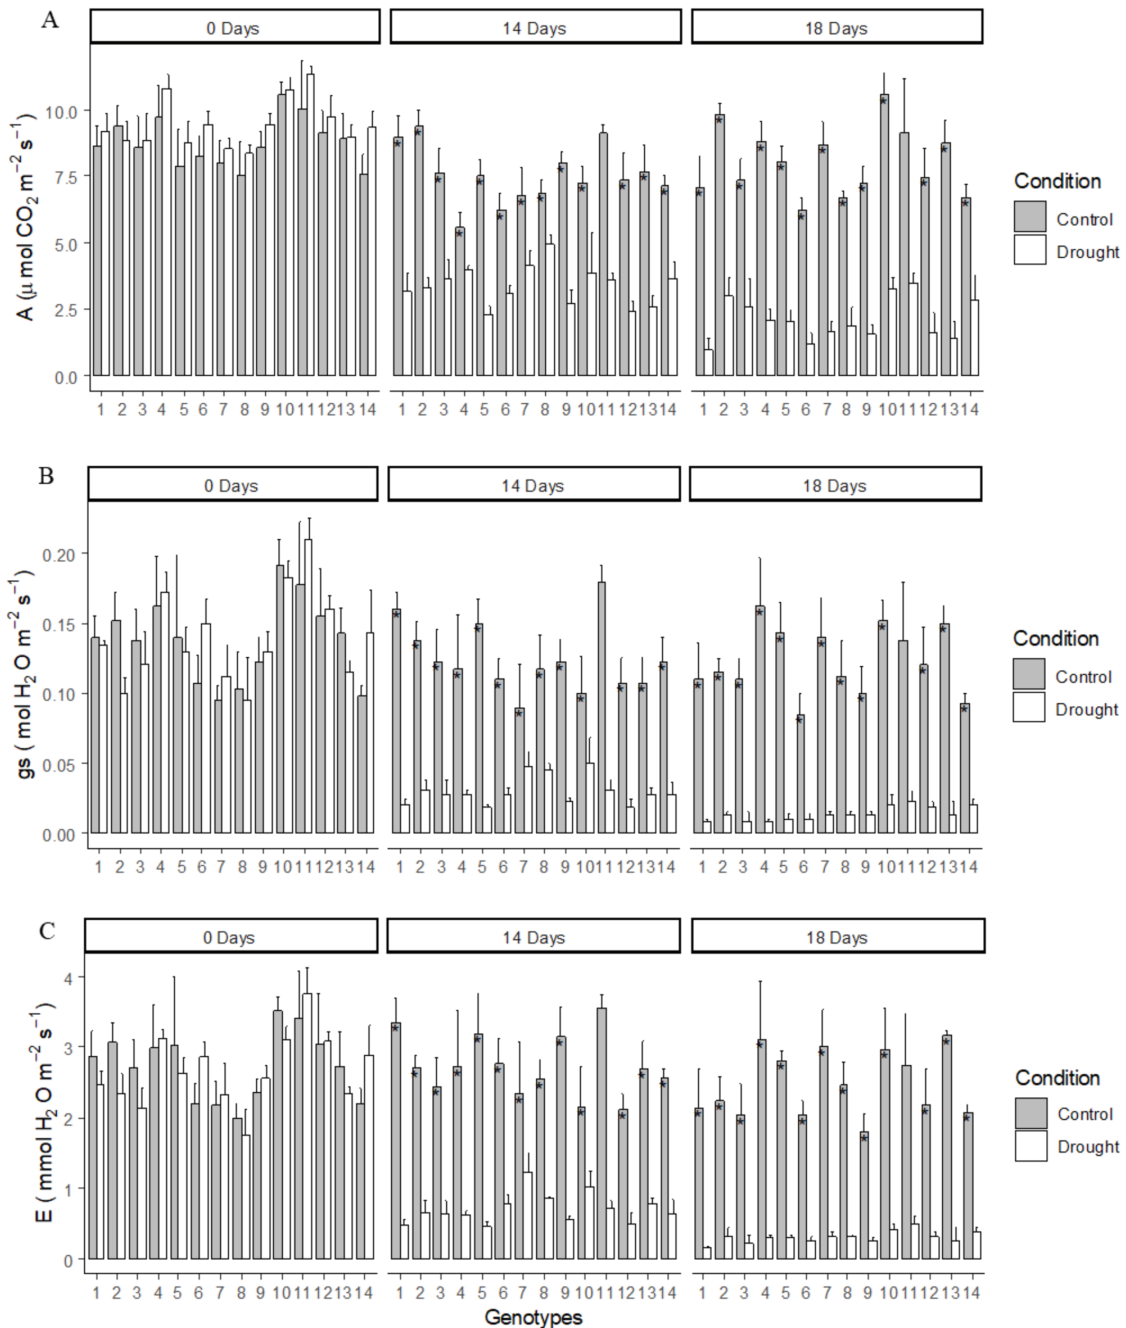 A
0 Days 14 Days 18 Days
A (μ mol CO2 m−2 s−1)
10.0
7.5
5.0
2.5
0.0
* * * * * * * * * * * * *
* * * * * * * * * * * * *
1 2 3 4 5 6 7 8 9 10 11 12 13 14 1 2 3 4 5 6 7 8 9 10 11 12 13 14 1 2 3 4 5 6 7 8 9 10 11 12 13 14
Condition
Control
Drought
B
0 Days 14 Days 18 Days
gs ( mol H2 O m−2 s−1)
0.20
0.15
0.10
0.05
0.00
* * * * * * * * * * * * *
* * * * * * * * * * * * *
1 2 3 4 5 6 7 8 9 10 11 12 13 14 1 2 3 4 5 6 7 8 9 10 11 12 13 14 1 2 3 4 5 6 7 8 9 10 11 12 13 14
Condition
Control
Drought
C
0 Days 14 Days 18 Days
E ( mmol H2 O m−2 s−1)
4
3
2
1
0
* * * * * * * * * * * * *
* * * * * * * * * * * * *
1 2 3 4 5 6 7 8 9 10 11 12 13 14 1 2 3 4 5 6 7 8 9 10 11 12 13 14 1 2 3 4 5 6 7 8 9 10 11 12 13 14
Genotypes
Condition
Control
Drought